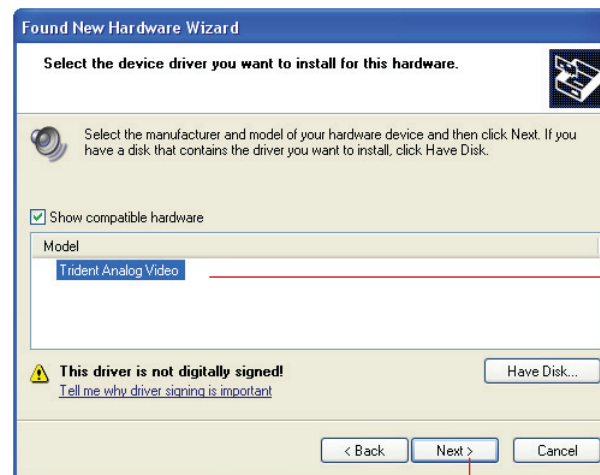 Found New Hardware Wizard
Select the device driver you want to install for this hardware.
Select the manufacturer and model of your hardware device and then click Next. If you
have a disk that contains the driver you want to install, click Have Disk.
Show compatible hardware
Model
Trident Analog Video
This driver is not digitally signed!
Tell me why driver signing is important
Have Disk...
< Back
Next >
Cancel